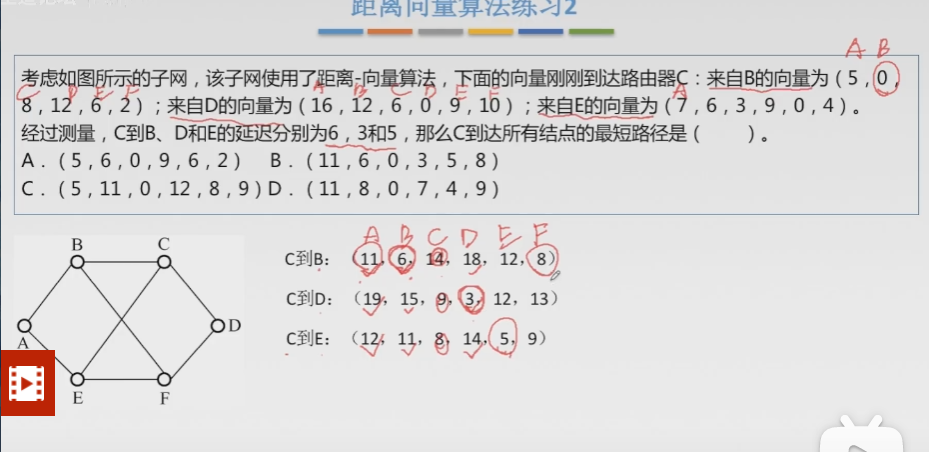 距离向量算法练习2
A B
考虑如图所示的子网，该子网使用了距离-向量算法，下面的向量刚刚到达路由器C：来自B的向量为（5，0，
C D E F A B C D E F A
8，12，6，2）；来自D的向量为（16，12，6，0，9，10）；来自E的向量为（7，6，3，9，0，4）。
经过测量，C到B、D和E的延迟分别为6，3和5，那么C到达所有结点的最短路径是（ ）。
A．（5，6，0，9，6，2） B．（11，6，0，3，5，8）
C．（5，11，0，12，8，9）D．（11，8，0，7，4，9）
A B C D E F
C到B：（11，6，14，18，12，8）
C到D：（19，15，9，3，12，13）
C到E：（12，11，8，14，5，9）
B C
A D
E F